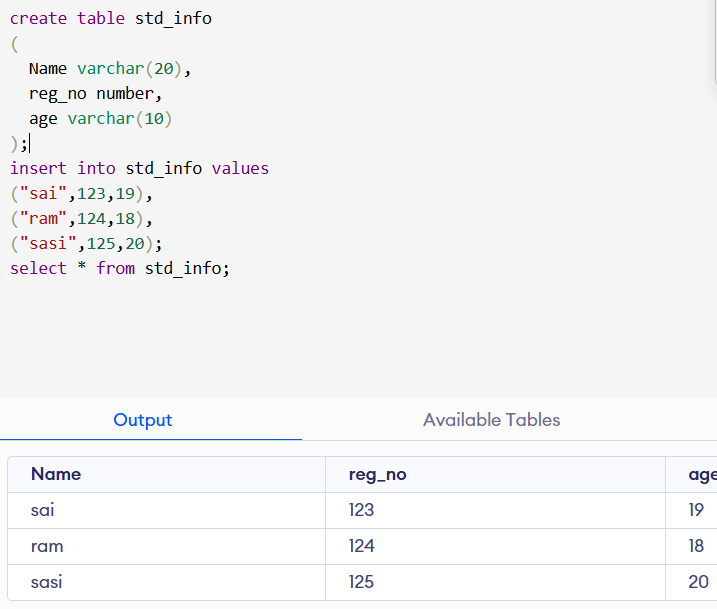 create table std_info
(
  Name varchar(20),
  reg_no number,
  age varchar(10)
);
insert into std_info values
("sai",123,19),
("ram",124,18),
("sasi",125,20);
select * from std_info;
Output Available Tables
Name reg_no age
sai 123 19
ram 124 18
sasi 125 20